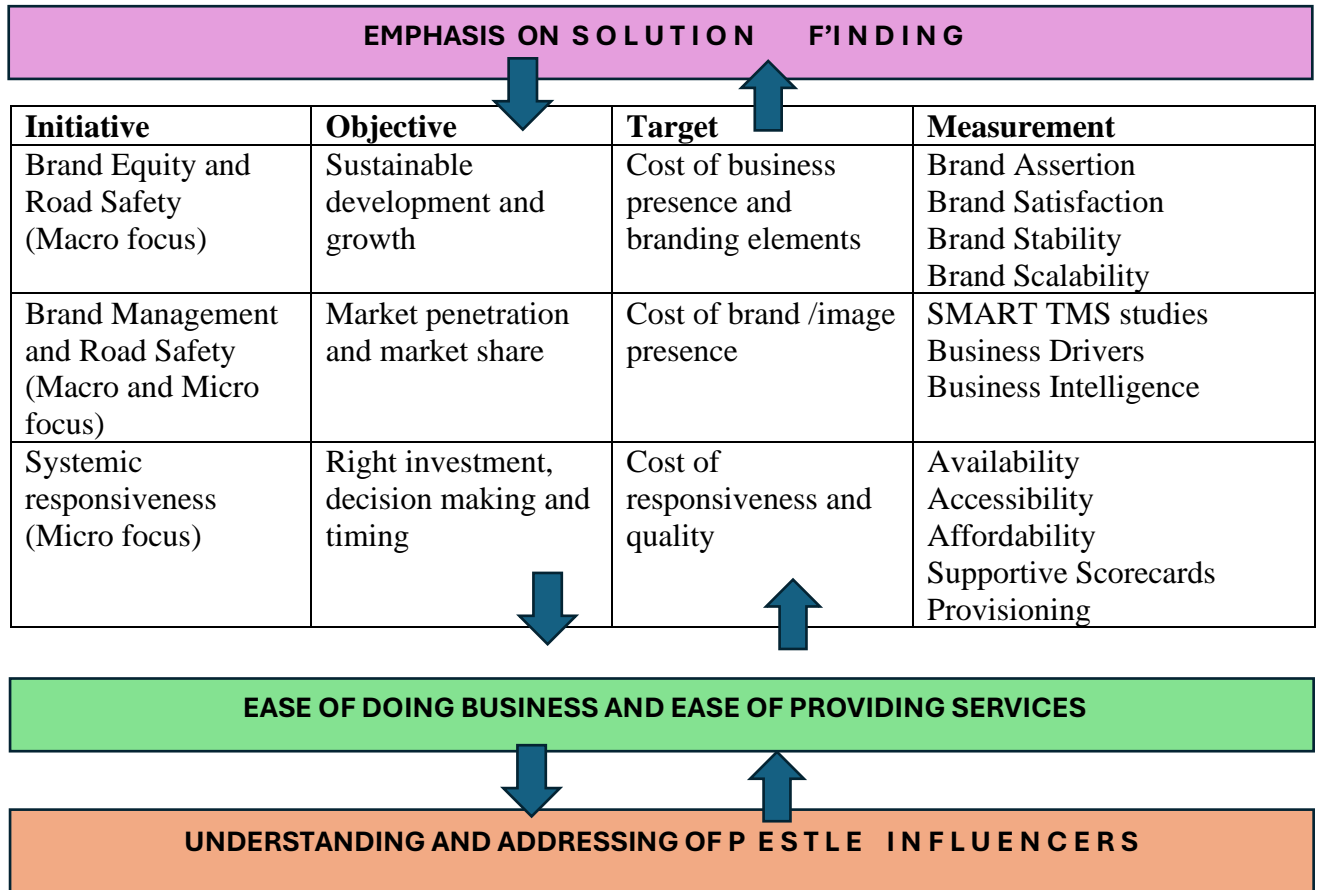 EMPHASIS ON S O L U T I O N F’I N D I N G
Initiative Objective Target Measurement
Brand Equity and
Road Safety
(Macro focus)
Sustainable
development and
growth
Cost of business
presence and
branding elements
Brand Assertion
Brand Satisfaction
Brand Stability
Brand Scalability
Brand Management
and Road Safety
(Macro and Micro
focus)
Market penetration
and market share
Cost of brand /image
presence
SMART TMS studies
Business Drivers
Business Intelligence
Systemic
responsiveness
(Micro focus)
Right investment,
decision making and
timing
Cost of
responsiveness and
quality
Availability
Accessibility
Affordability
Supportive Scorecards
Provisioning
EASE OF DOING BUSINESS AND EASE OF PROVIDING SERVICES
UNDERSTANDING AND ADDRESSING OF P E S T L E I N F L U E N C E R S